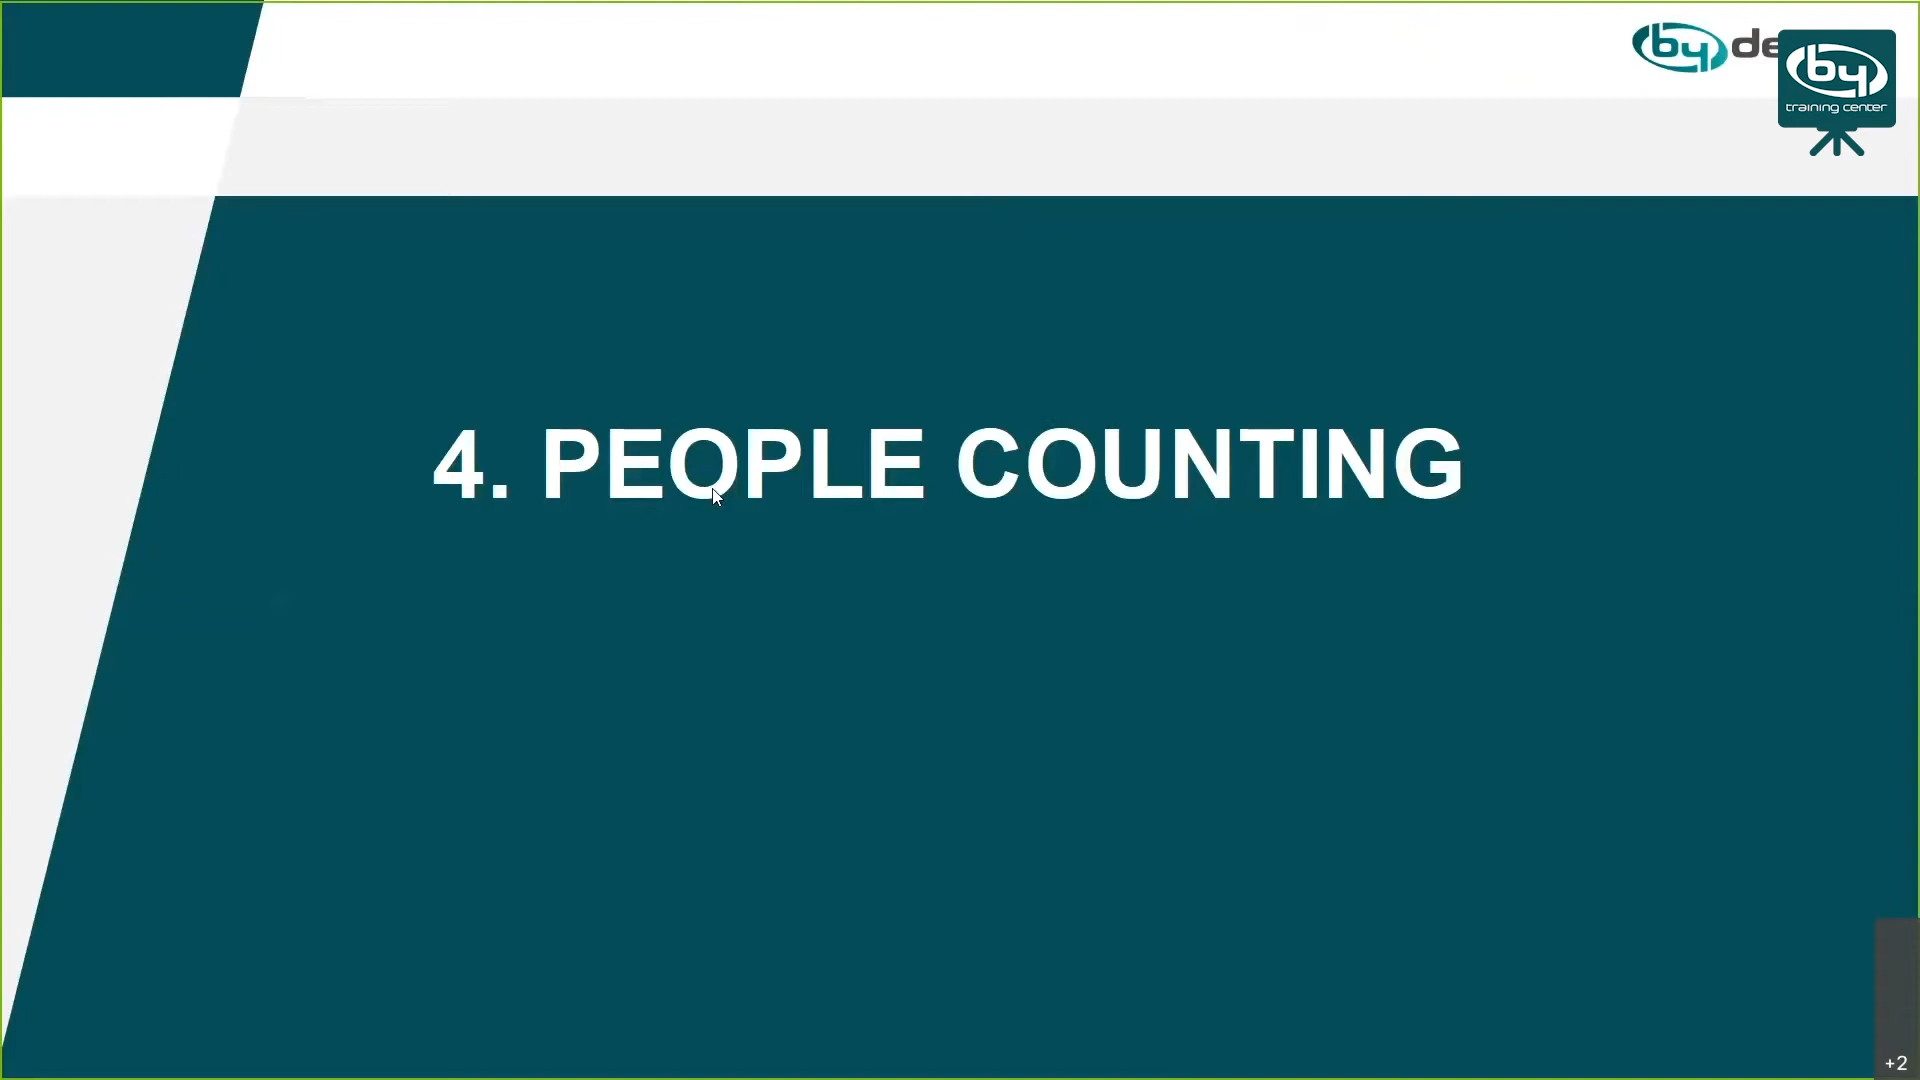 by de
by
training center
4. PEOPLE COUNTING
+2